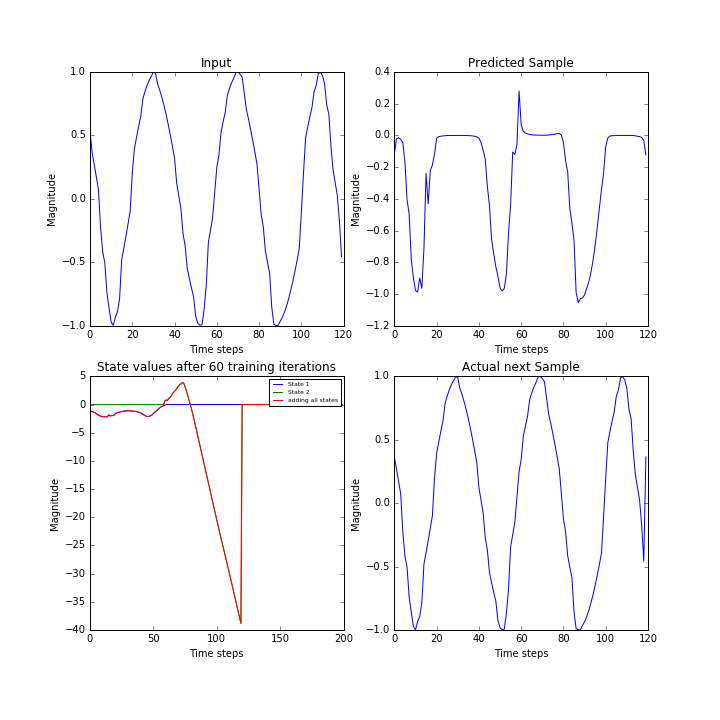 Input
1.0
0.5
0.0
−0.5
−1.0
Magnitude
0 20 40 60 80 100 120
Time steps
Predicted Sample
0.4
0.2
0.0
−0.2
−0.4
−0.6
−0.8
−1.0
−1.2
Magnitude
0 20 40 60 80 100 120
Time steps
State values after 60 training iterations
5
0
−5
−10
−15
−20
−25
−30
−35
−40
Magnitude
State 1
State 2
adding all states
0 50 100 150 200
Time steps
Actual next Sample
1.0
0.5
0.0
−0.5
−1.0
Magnitude
0 20 40 60 80 100 120
Time steps